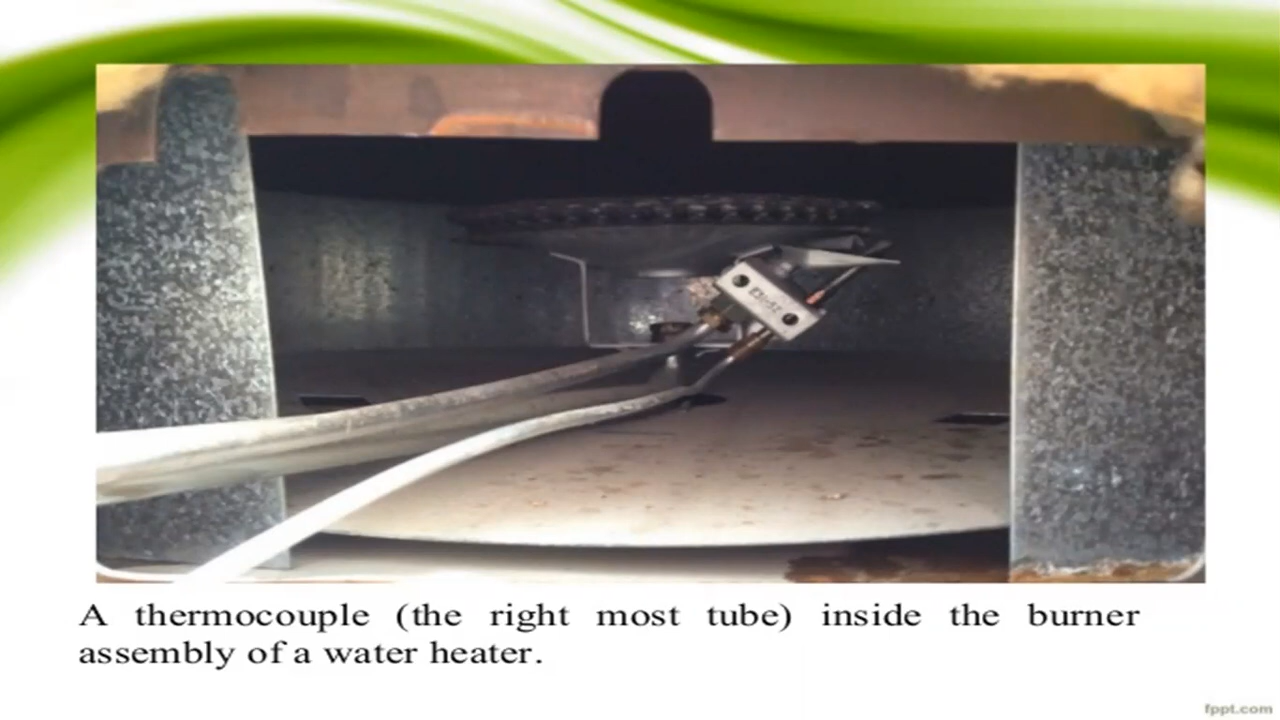 A thermocouple (the right most tube) inside the burner
assembly of a water heater.
fppt.com